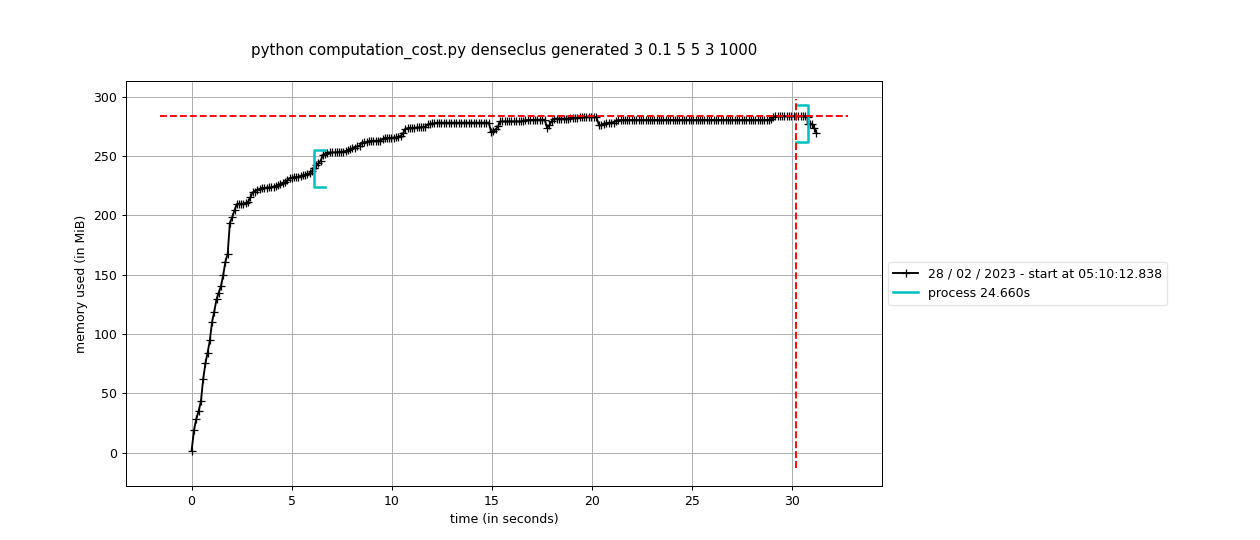 python computation_cost.py denseclus generated 3 0.1 5 5 3 1000
300
250
200
150
100
50
0
memory used (in MiB)
0 5 10 15 20 25 30
time (in seconds)
28 / 02 / 2023 - start at 05:10:12.838
process 24.660s